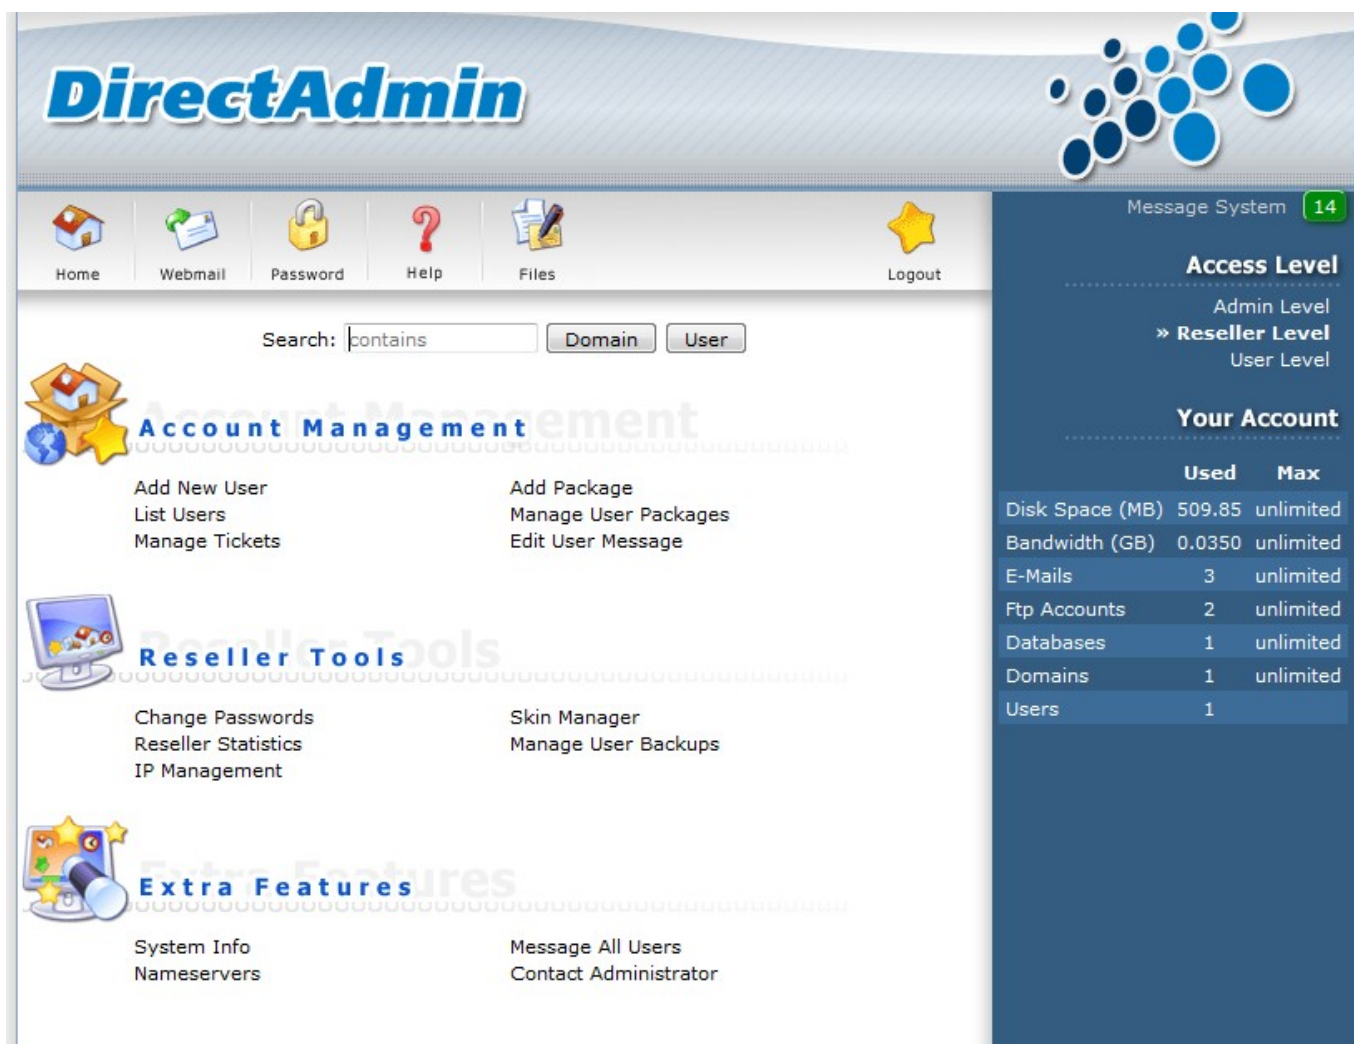 DirectAdmin
Home Webmail Password Help Files Logout
Search: contains Domain User
Account Management
Add New User Add Package
List Users Manage User Packages
Manage Tickets Edit User Message
Reseller Tools
Change Passwords Skin Manager
Reseller Statistics Manage User Backups
IP Management
Extra Features
System Info Message All Users
Nameservers Contact Administrator
Message System 14
Access Level
Admin Level
» Reseller Level
User Level
Your Account
Used Max
Disk Space (MB) 509.85 unlimited
Bandwidth (GB) 0.0350 unlimited
E-Mails 3 unlimited
Ftp Accounts 2 unlimited
Databases 1 unlimited
Domains 1 unlimited
Users 1